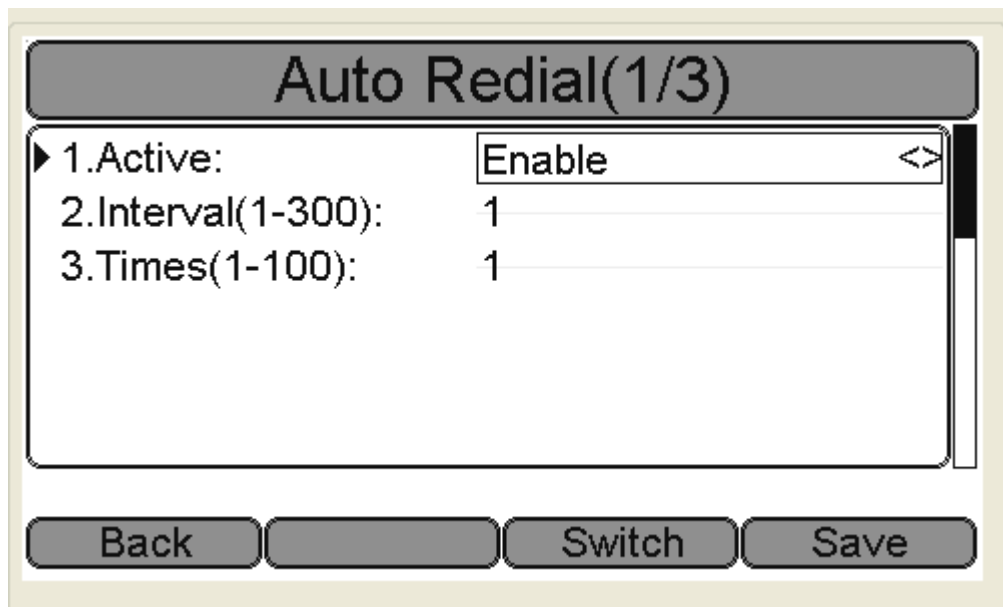 Auto Redial(1/3)
1.Active: Enable <>
2.Interval(1-300): 1
3.Times(1-100): 1
Back Switch Save